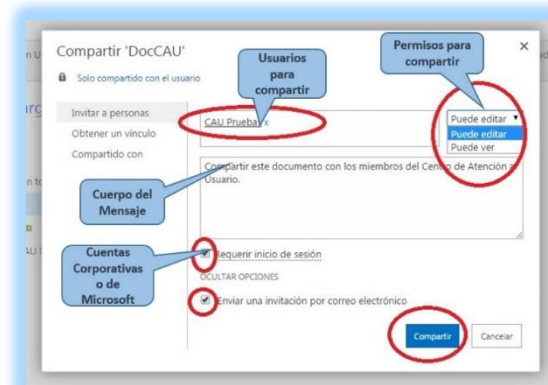 Compartir 'DocCAU'
Usuarios
para
compartir
Permisos para
compartir
Solo compartido con el usuario
Invitar a personas
Obtener un vínculo
Compartido con
CAU Pruebas x
Puede editar
Puede editar
Puede ver
Compartir este documento con los miembros del Centro de Atención a
Usuario.
Cuerpo del
Mensaje
Cuentas
Corporativas
o de
Microsoft
Requerir inicio de sesión
OCULTAR OPCIONES
Enviar una invitación por correo electrónico
Compartir
Cancelar